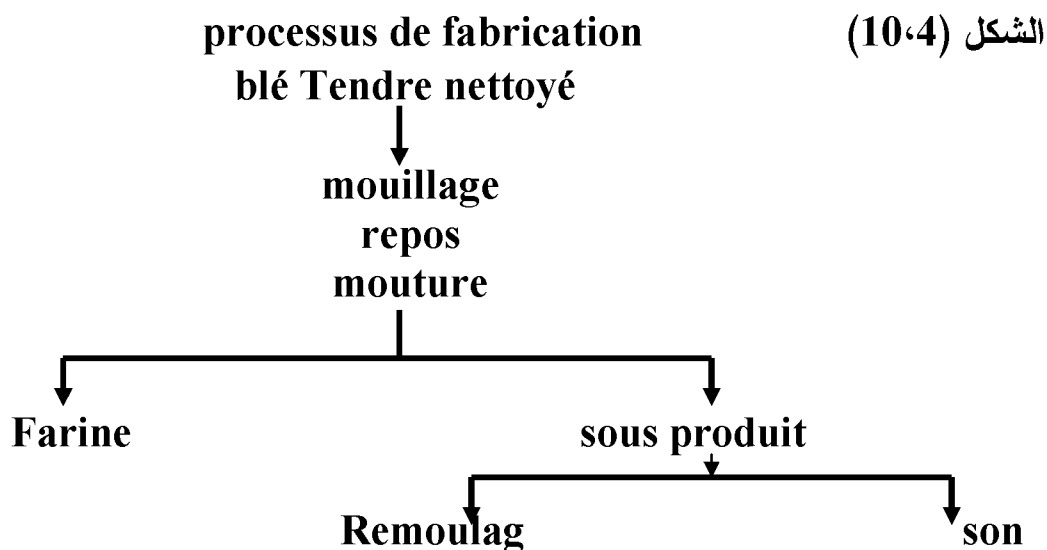 processus de fabrication الشكل (10،4)
blé Tendre nettoyé
mouillage
repos
mouture
Farine sous produit
Remoulag son